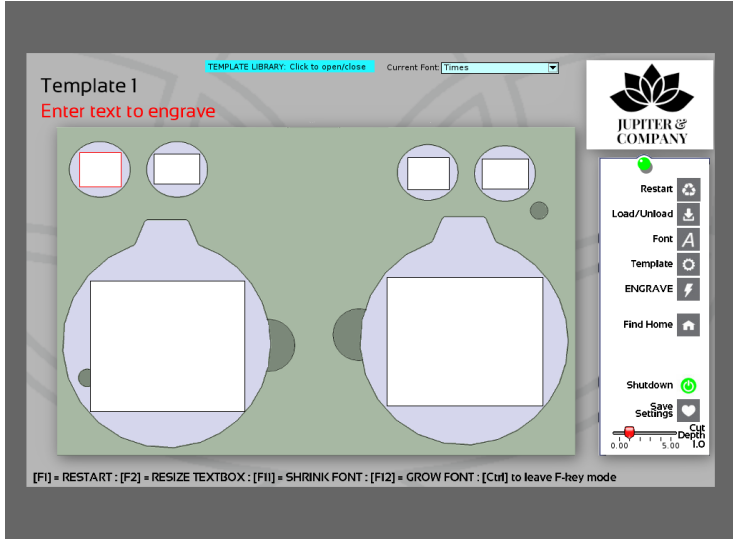 TEMPLATE LIBRARY: Click to open/close
Current Font: Times
Template 1
Enter text to engrave
JUPITER &
COMPANY
Restart
Load/Unload
Font
Template
ENGRAVE
Find Home
Shutdown
Save
Settings
Cut
Depth
0.00 5.00 1.0
[F1] = RESTART : [F2] = RESIZE TEXTBOX : [F11] = SHRINK FONT : [F12] = GROW FONT : [Ctrl] to leave F-key mode